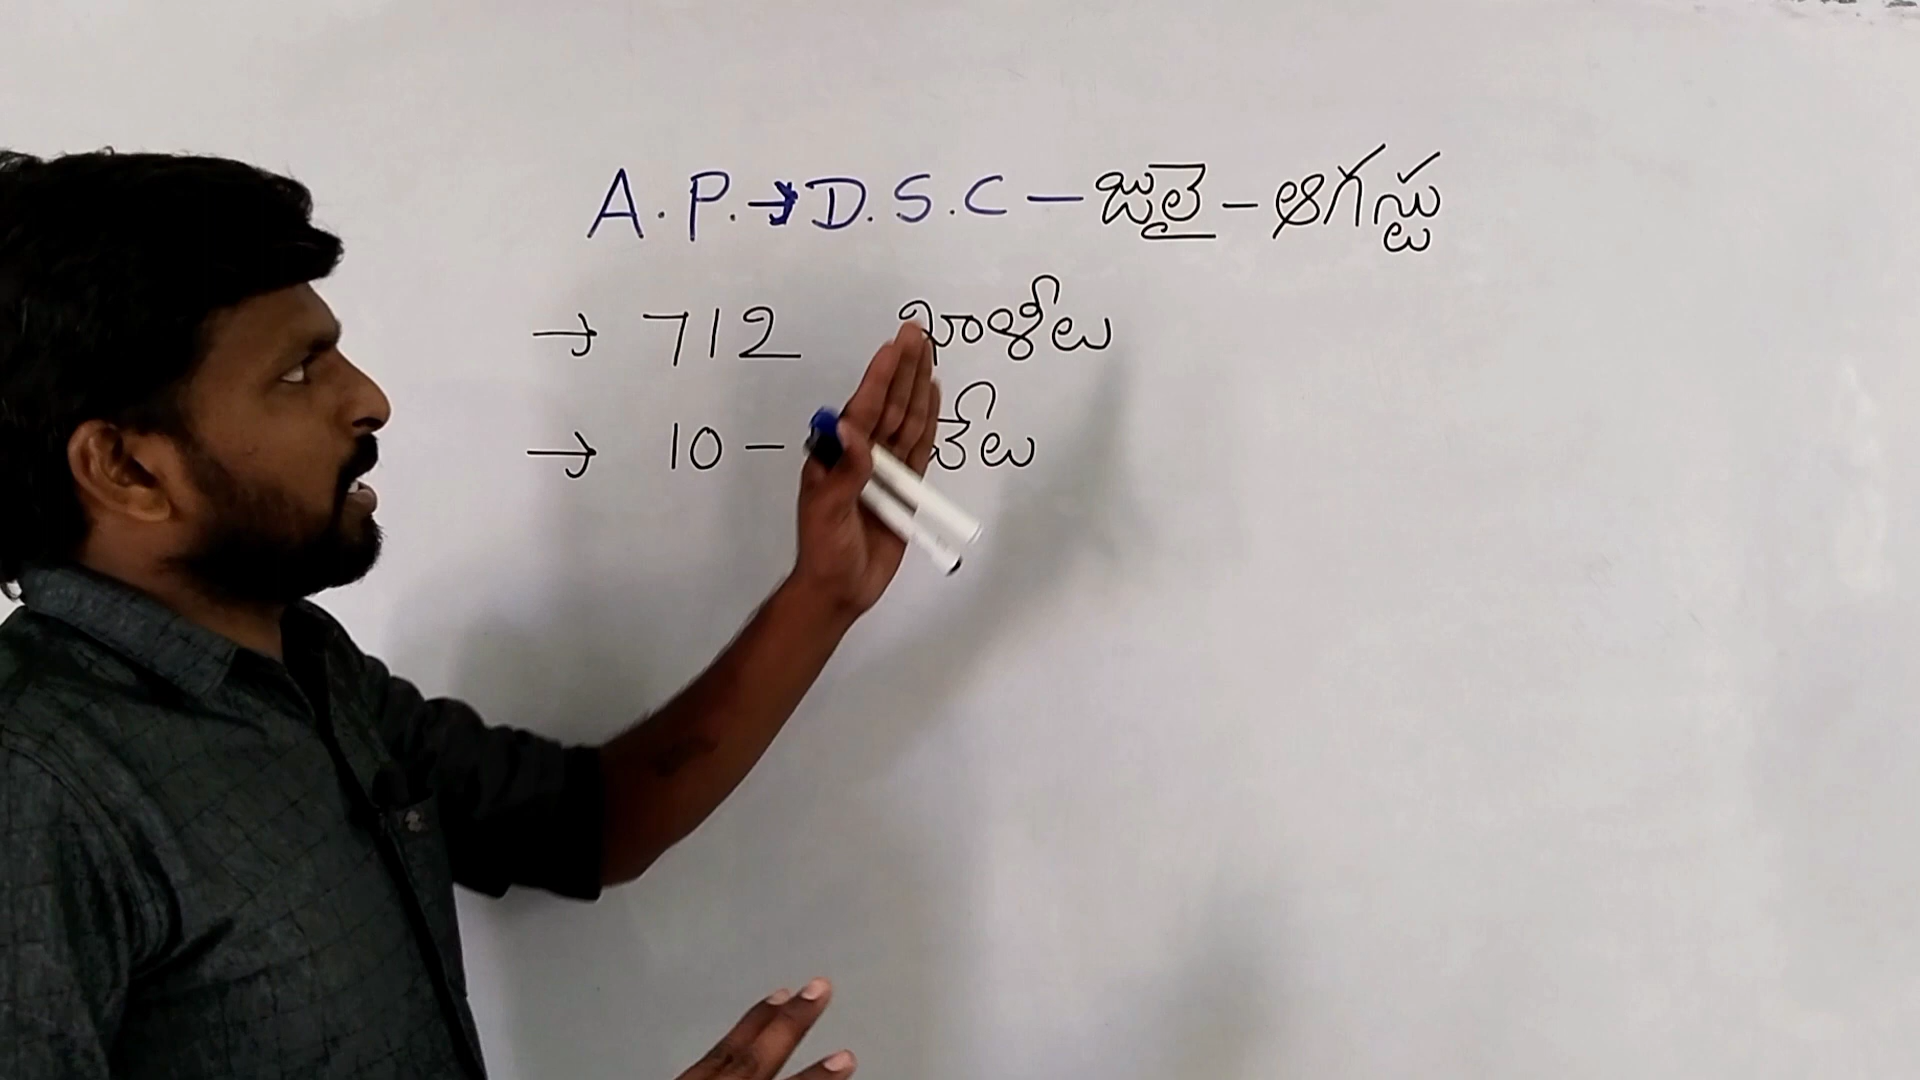 A.P.→D.S.C – జులై – ఆగస్టు
→ 712 ఖాళీలు
→ 10 –